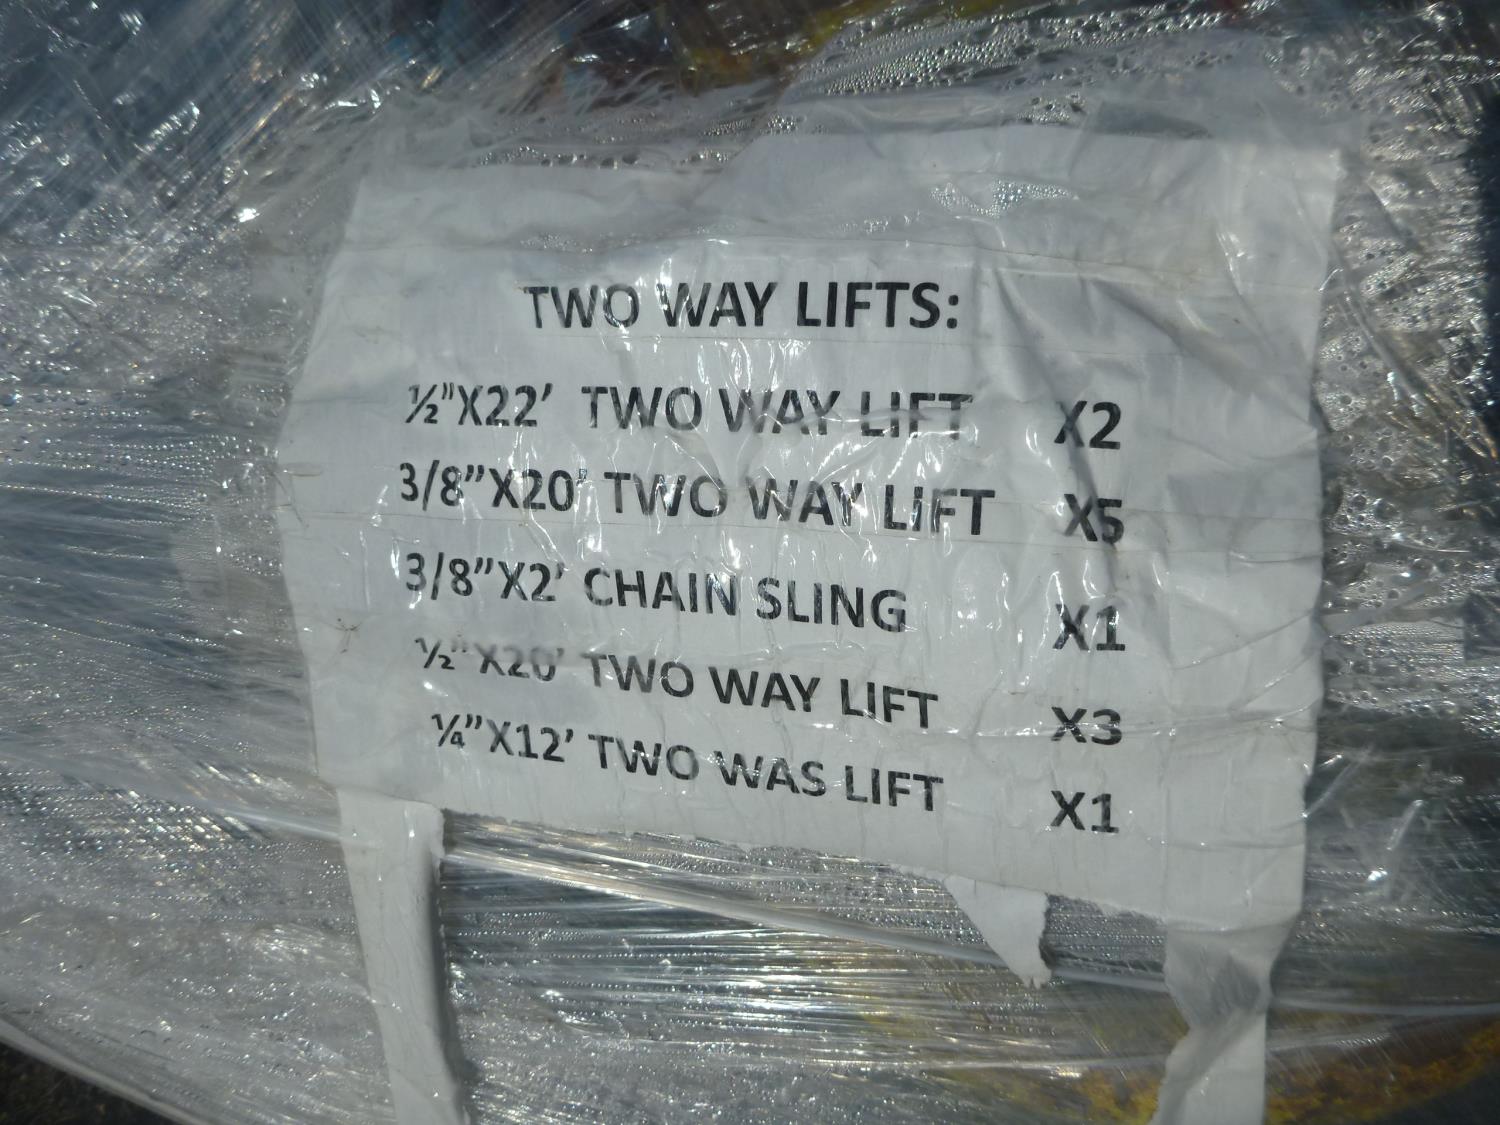 TWO WAY LIFTS:
½"X22' TWO WAY LIFT X2
3/8"X20' TWO WAY LIFT X5
3/8"X2' CHAIN SLING X1
½"X20' TWO WAY LIFT X3
¼"X12' TWO WAS LIFT X1